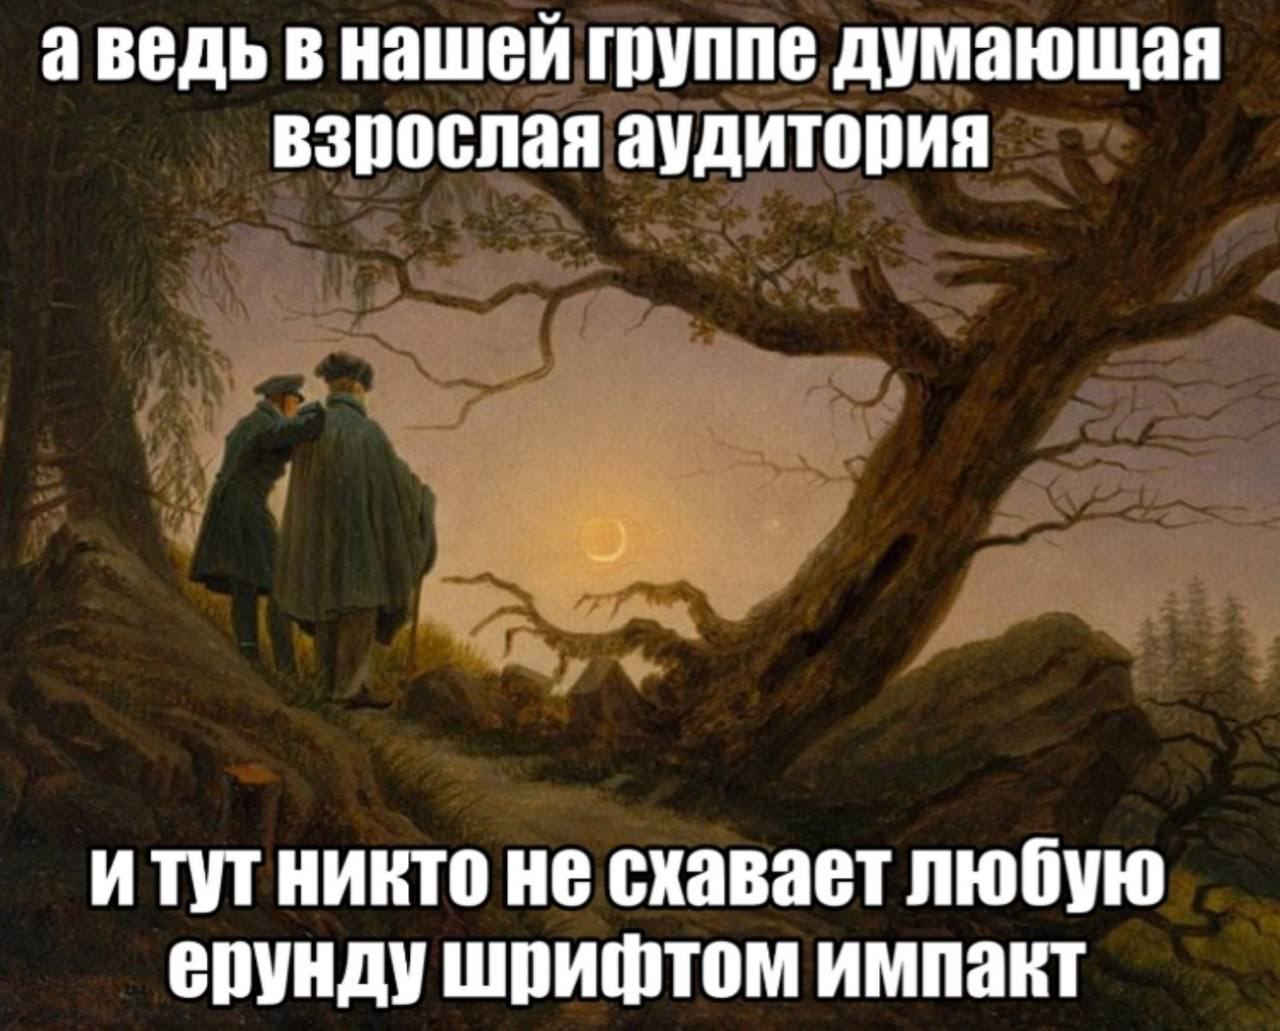 а ведь в нашей группе думающая
взрослая аудитория
и тут никто не схавает любую
ерунду шрифтом импакт